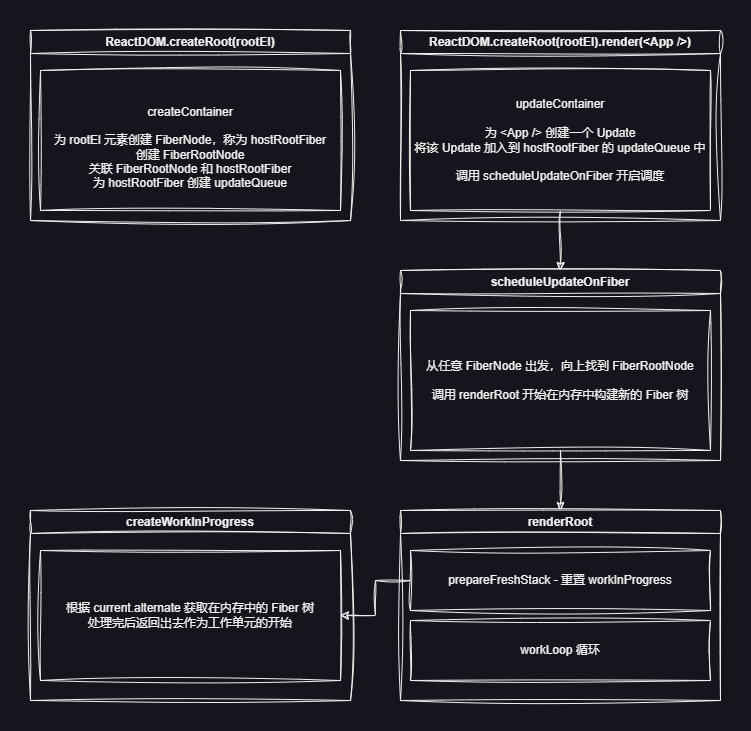 ReactDOM.createRoot(rootEl)
createContainer
为 rootEl 元素创建 FiberNode，称为 hostRootFiber
创建 FiberRootNode
关联 FiberRootNode 和 hostRootFiber
为 hostRootFiber 创建 updateQueue
ReactDOM.createRoot(rootEl).render(<App />)
updateContainer
为 <App /> 创建一个 Update
将该 Update 加入到 hostRootFiber 的 updateQueue 中
调用 scheduleUpdateOnFiber 开启调度
scheduleUpdateOnFiber
从任意 FiberNode 出发，向上找到 FiberRootNode
调用 renderRoot 开始在内存中构建新的 Fiber 树
createWorkInProgress
根据 current.alternate 获取在内存中的 Fiber 树
处理完后返回出去作为工作单元的开始
renderRoot
prepareFreshStack - 重置 workInProgress
workLoop 循环